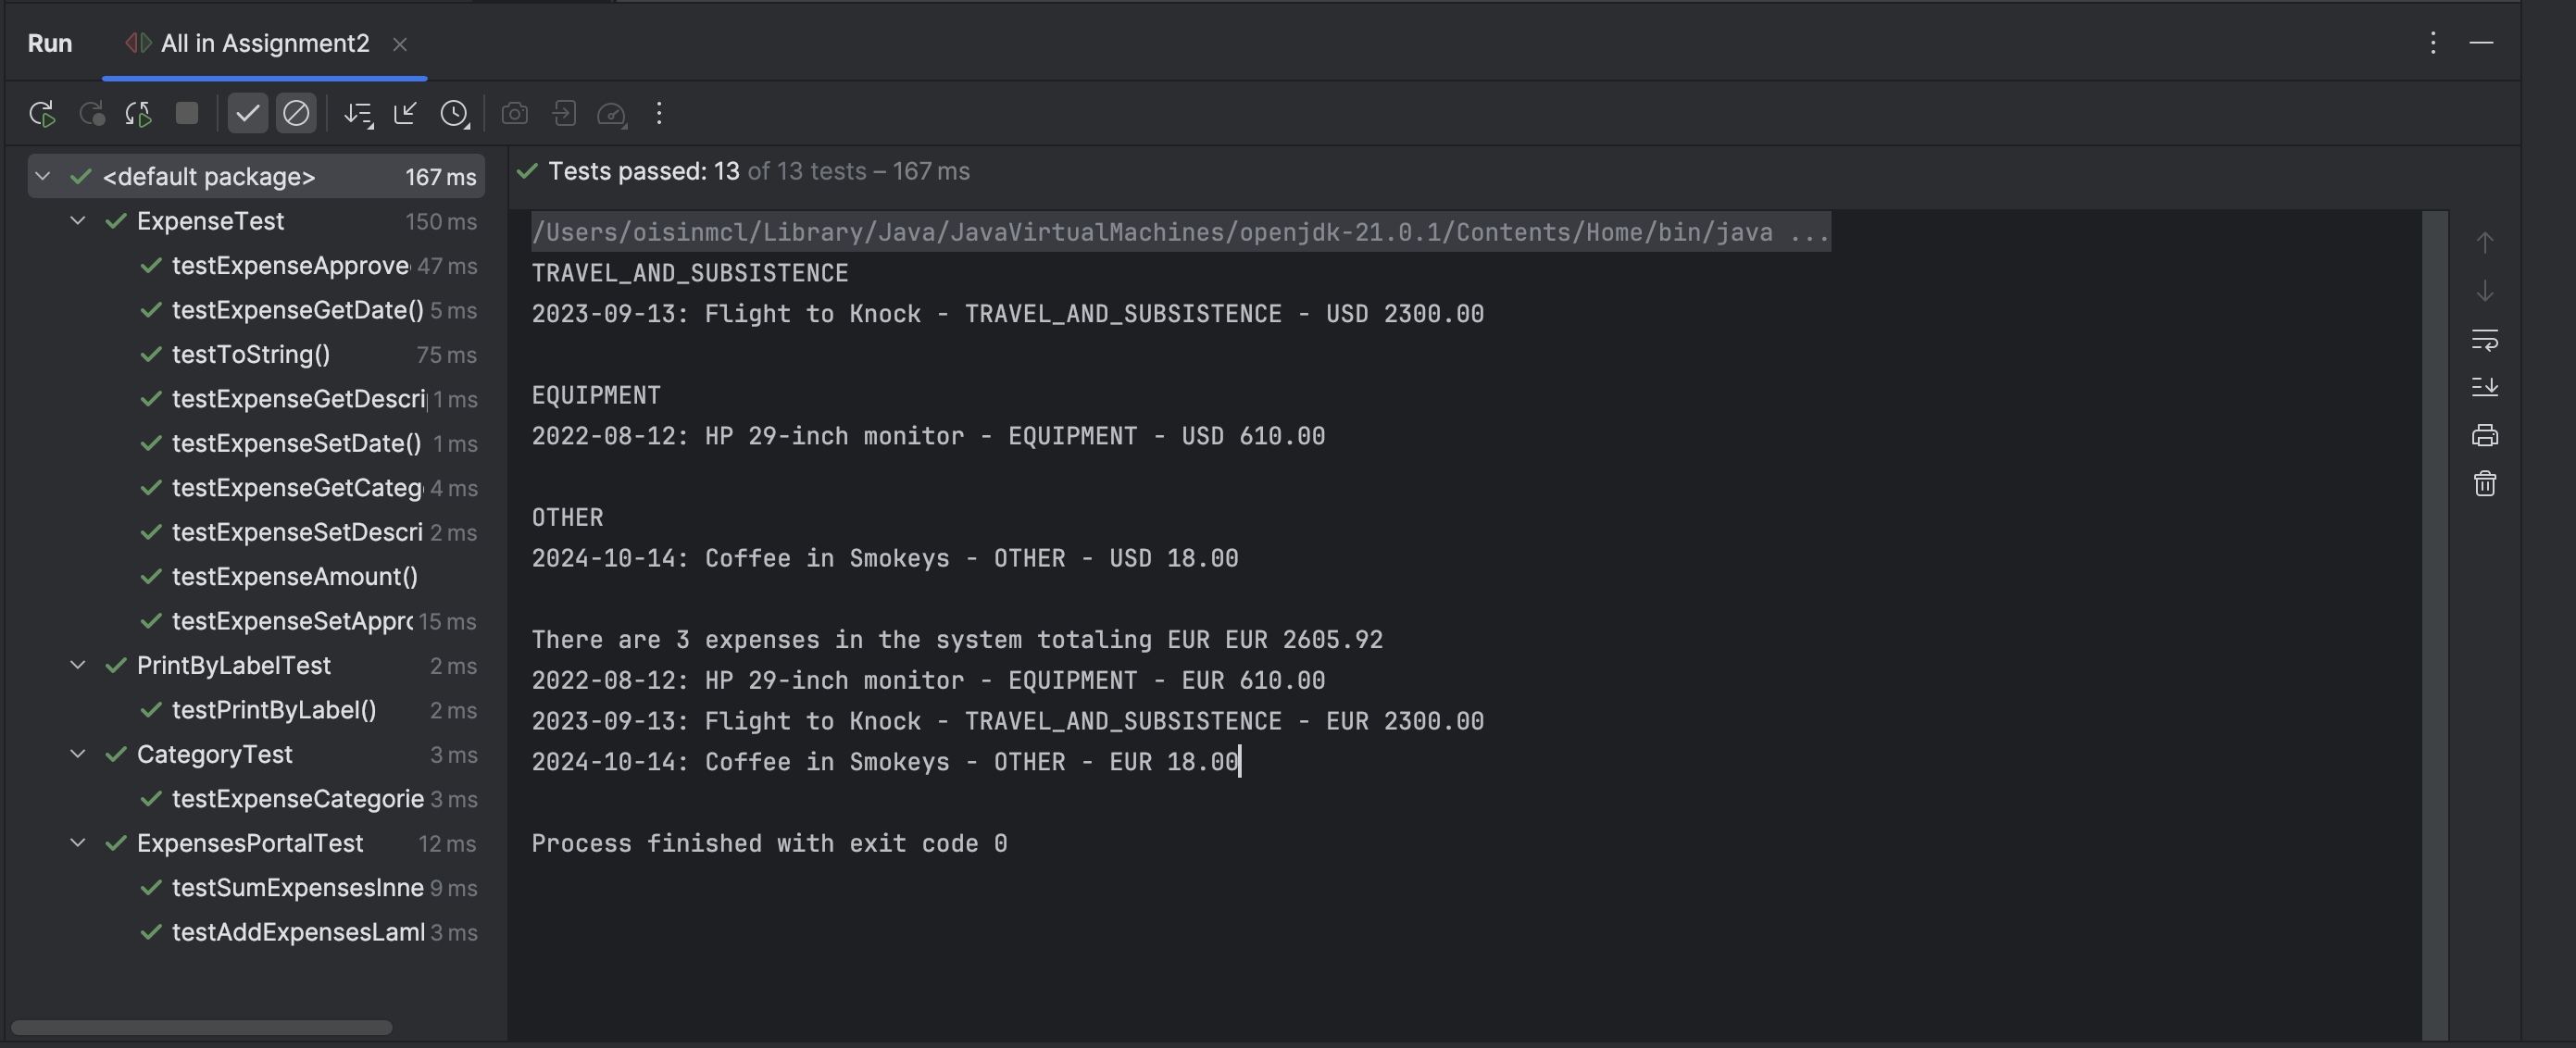 Run All in Assignment2
<default package> 167 ms
ExpenseTest 150 ms
testExpenseApprove 47 ms
testExpenseGetDate() 5 ms
testToString() 75 ms
testExpenseGetDescri 1 ms
testExpenseSetDate() 1 ms
testExpenseGetCateg 4 ms
testExpenseSetDescri 2 ms
testExpenseAmount()
testExpenseSetAppro 15 ms
PrintByLabelTest 2 ms
testPrintByLabel() 2 ms
CategoryTest 3 ms
testExpenseCategorie 3 ms
ExpensesPortalTest 12 ms
testSumExpensesInne 9 ms
testAddExpensesLaml 3 ms
Tests passed: 13 of 13 tests – 167 ms
/Users/oisinmcl/Library/Java/JavaVirtualMachines/openjdk-21.0.1/Contents/Home/bin/java ...
TRAVEL_AND_SUBSISTENCE
2023-09-13: Flight to Knock - TRAVEL_AND_SUBSISTENCE - USD 2300.00
EQUIPMENT
2022-08-12: HP 29-inch monitor - EQUIPMENT - USD 610.00
OTHER
2024-10-14: Coffee in Smokeys - OTHER - USD 18.00
There are 3 expenses in the system totaling EUR EUR 2605.92
2022-08-12: HP 29-inch monitor - EQUIPMENT - EUR 610.00
2023-09-13: Flight to Knock - TRAVEL_AND_SUBSISTENCE - EUR 2300.00
2024-10-14: Coffee in Smokeys - OTHER - EUR 18.00
Process finished with exit code 0